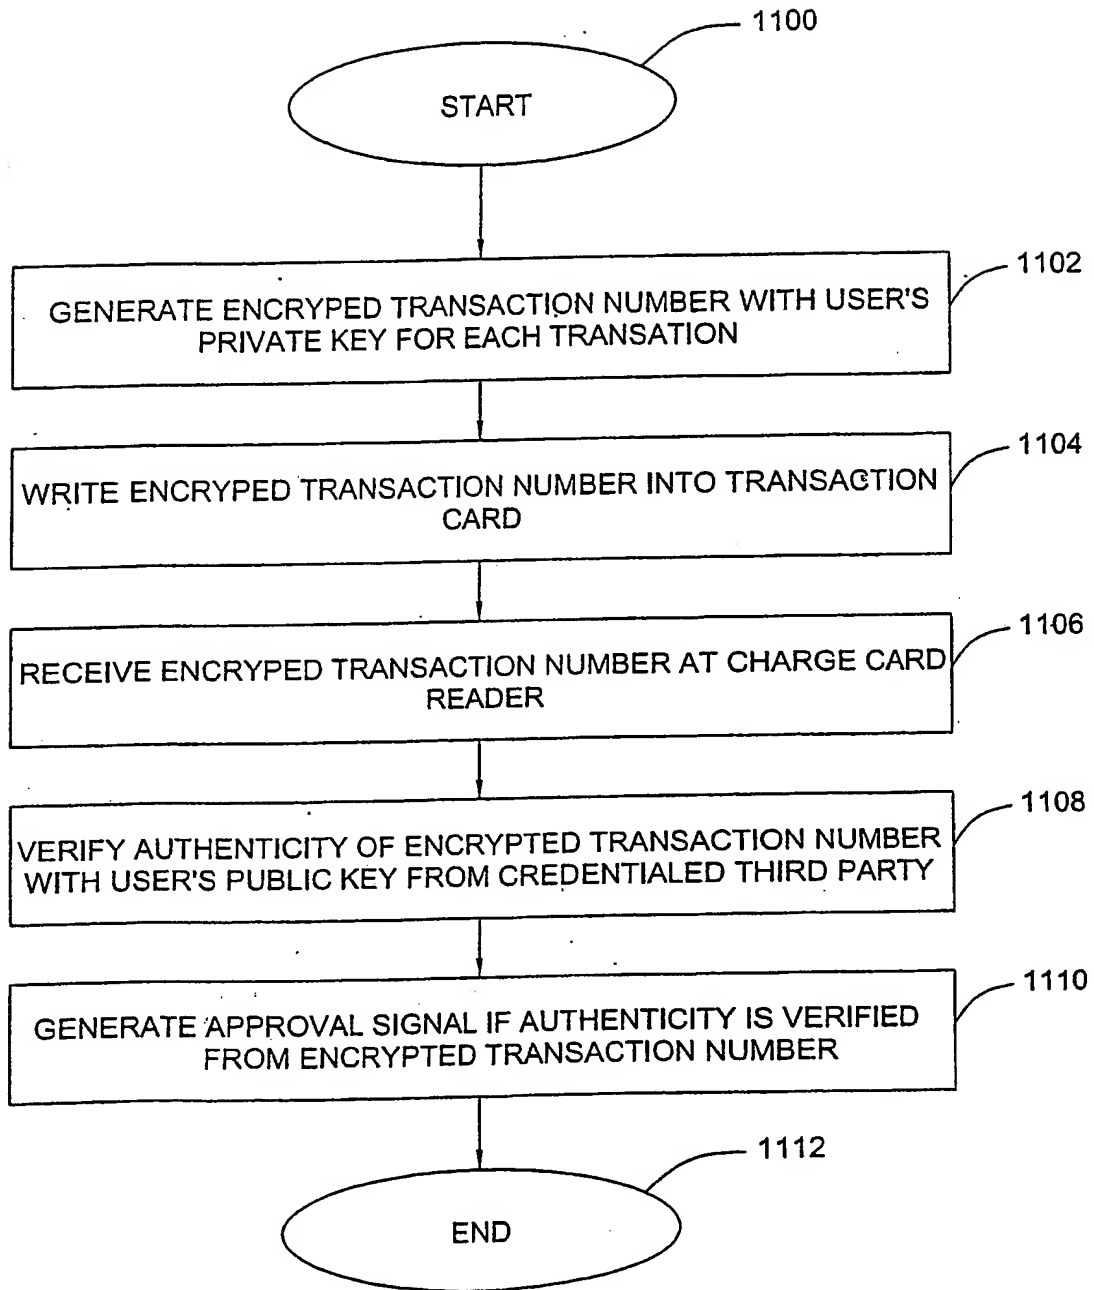 1100
START
1102
GENERATE ENCRYPED TRANSACTION NUMBER WITH USER'S
PRIVATE KEY FOR EACH TRANSATION
1104
WRITE ENCRYPED TRANSACTION NUMBER INTO TRANSACTION
CARD
1106
RECEIVE ENCRYPED TRANSACTION NUMBER AT CHARGE CARD
READER
1108
VERIFY AUTHENTICITY OF ENCRYPTED TRANSACTION NUMBER
WITH USER'S PUBLIC KEY FROM CREDENTIALED THIRD PARTY
1110
GENERATE APPROVAL SIGNAL IF AUTHENTICITY IS VERIFIED
FROM ENCRYPTED TRANSACTION NUMBER
1112
END